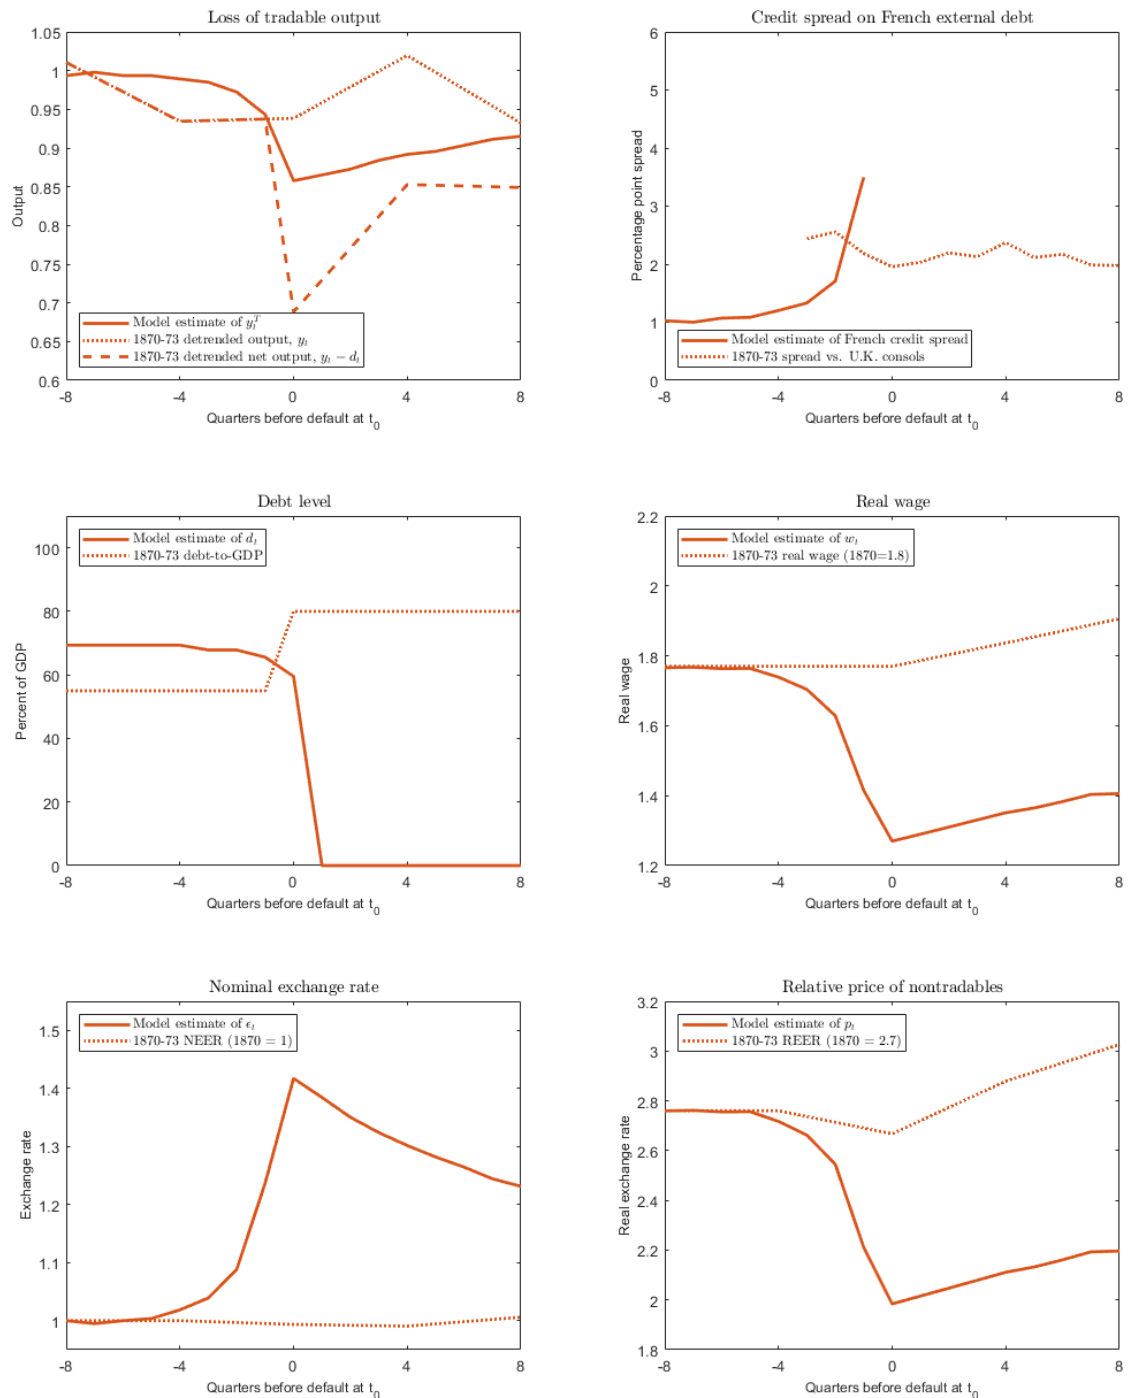 Loss of tradable output
1.05
1
0.95
0.9
0.85
0.8
0.75
0.7
0.65
0.6
Output
Model estimate of y_t^T
1870-73 detrended output, y_t
1870-73 detrended net output, y_t − d_t
-8 -4 0 4 8
Quarters before default at t_0
Credit spread on French external debt
6
5
4
3
2
1
0
Percentage point spread
Model estimate of French credit spread
1870-73 spread vs. U.K. consols
-8 -4 0 4 8
Quarters before default at t_0
Debt level
100
80
60
40
20
0
Percent of GDP
Model estimate of d_t
1870-73 debt-to-GDP
-8 -4 0 4 8
Quarters before default at t_0
Real wage
2.2
2
1.8
1.6
1.4
1.2
Real wage
Model estimate of w_t
1870-73 real wage (1870=1.8)
-8 -4 0 4 8
Quarters before default at t_0
Nominal exchange rate
1.5
1.4
1.3
1.2
1.1
1
Exchange rate
Model estimate of ϵ_t
1870-73 NEER (1870 = 1)
-8 -4 0 4 8
Quarters before default at t_0
Relative price of nontradables
3.2
3
2.8
2.6
2.4
2.2
2
1.8
Real exchange rate
Model estimate of p_t
1870-73 REER (1870 = 2.7)
-8 -4 0 4 8
Quarters before default at t_0